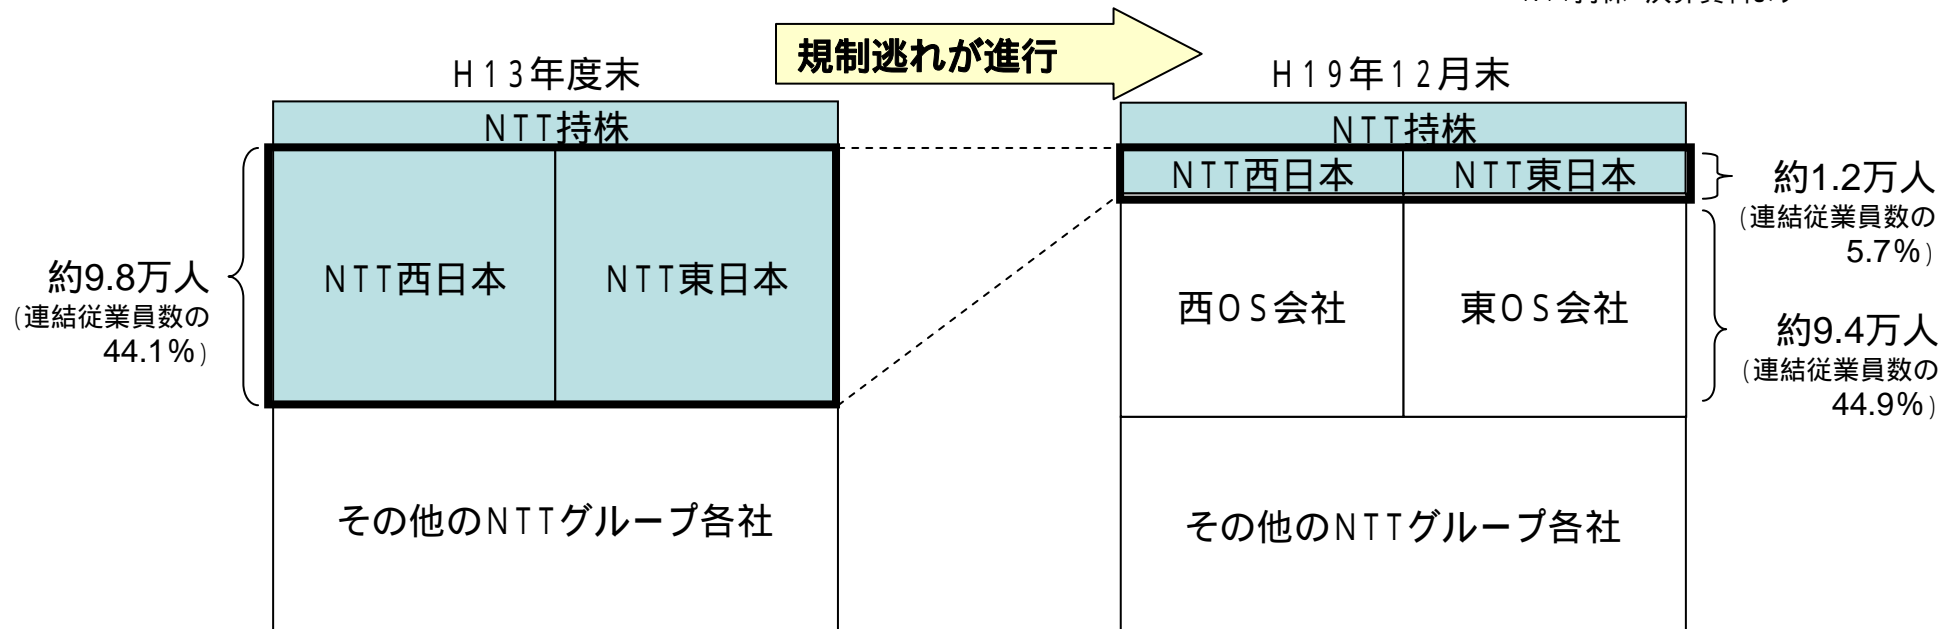 規制逃れが進行
H13年度末
NTT持株
NTT西日本
NTT東日本
約9.8万人
(連結従業員数の
44.1%)
その他のNTTグループ各社
H19年12月末
NTT持株
NTT西日本
NTT東日本
約1.2万人
(連結従業員数の
5.7%)
西OS会社
東OS会社
約9.4万人
(連結従業員数の
44.9%)
その他のNTTグループ各社